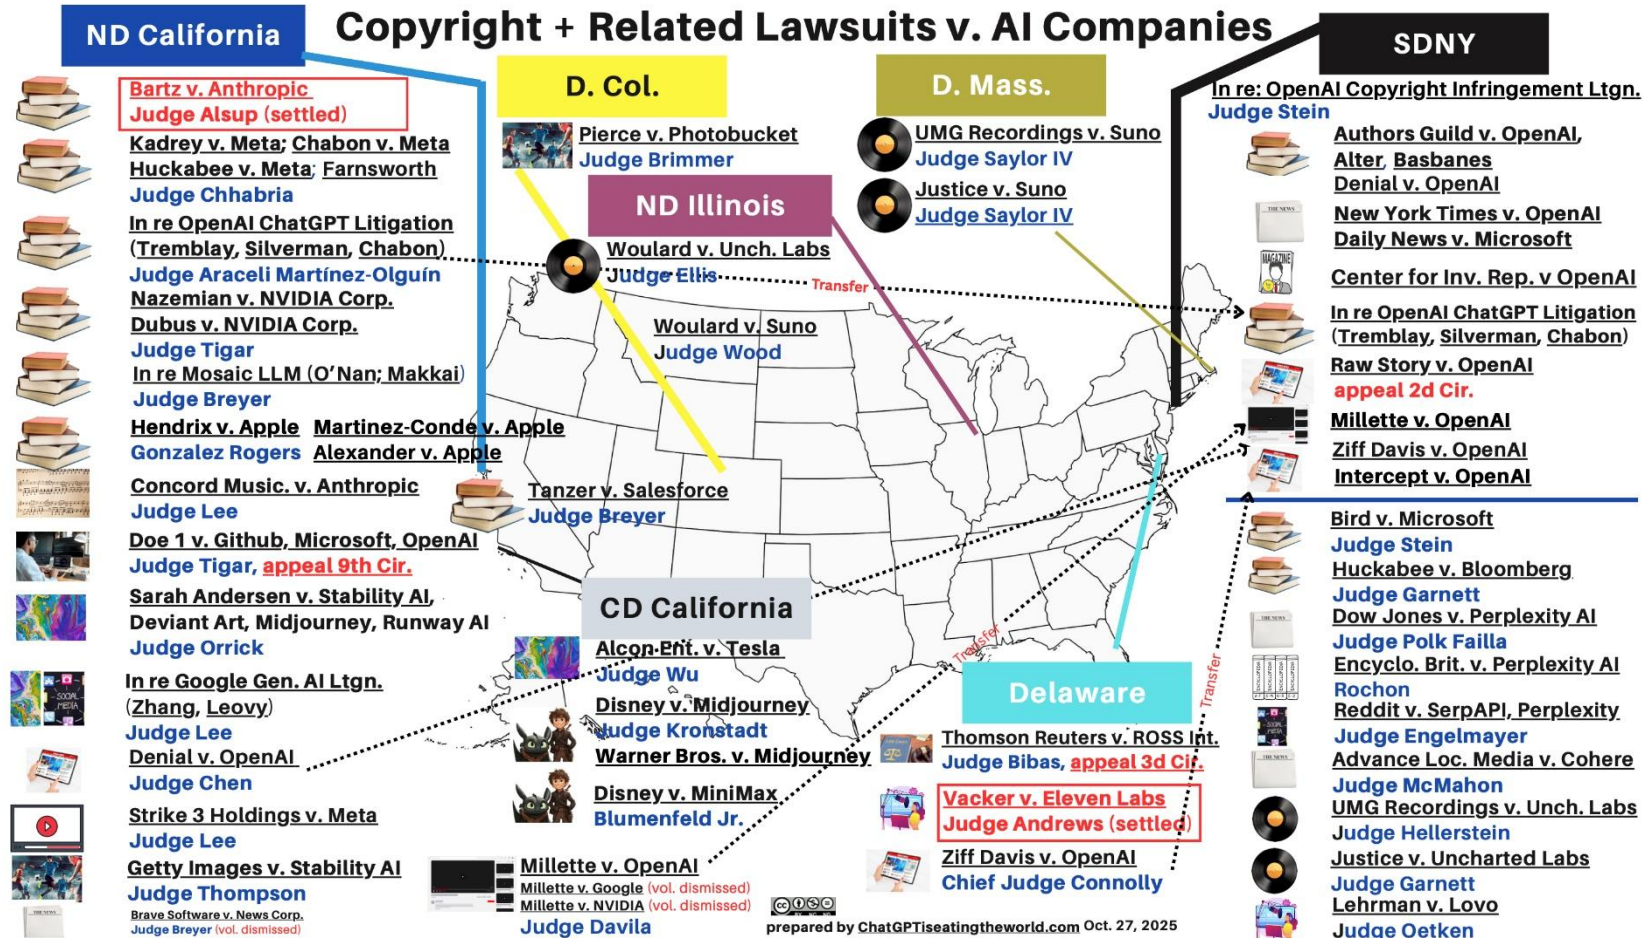 Copyright + Related Lawsuits v. AI Companies
ND California
Bartz v. Anthropic
Judge Alsup (settled)
Kadrey v. Meta; Chabon v. Meta
Huckabee v. Meta; Farnsworth
Judge Chhabria
In re OpenAI ChatGPT Litigation
(Tremblay, Silverman, Chabon)
Judge Araceli Martínez-Olguín
Nazemian v. NVIDIA Corp.
Dubus v. NVIDIA Corp.
Judge Tigar
In re Mosaic LLM (O'Nan; Makkai)
Judge Breyer
Hendrix v. Apple Martinez-Conde v. Apple
Gonzalez Rogers Alexander v. Apple
Concord Music. v. Anthropic
Judge Lee
Tanzer v. Salesforce
Judge Breyer
Doe 1 v. Github, Microsoft, OpenAI
Judge Tigar, appeal 9th Cir.
Sarah Andersen v. Stability AI,
Deviant Art, Midjourney, Runway AI
Judge Orrick
In re Google Gen. AI Ltgn.
(Zhang, Leovy)
SOCIAL
MEDIA
Judge Lee
Denial v. OpenAI
Judge Chen
Strike 3 Holdings v. Meta
Judge Lee
Getty Images v. Stability AI
Judge Thompson
THE NEWS
Brave Software v. News Corp.
Judge Breyer (vol. dismissed)
D. Col.
Pierce v. Photobucket
Judge Brimmer
ND Illinois
Woulard v. Unch. Labs
Judge Ellis
Transfer
Woulard v. Suno
Judge Wood
D. Mass.
UMG Recordings v. Suno
Judge Saylor IV
Justice v. Suno
Judge Saylor IV
CD California
Alcon Ent. v. Tesla
Judge Wu
Disney v. Midjourney
Judge Kronstadt
Warner Bros. v. Midjourney
Disney v. MiniMax
Blumenfeld Jr.
Millette v. OpenAI
Millette v. Google (vol. dismissed)
Millette v. NVIDIA (vol. dismissed)
Judge Davila
Transfer
Delaware
Thomson Reuters v. ROSS Int.
Judge Bibas, appeal 3d Cir.
Vacker v. Eleven Labs
Judge Andrews (settled)
Ziff Davis v. OpenAI
Chief Judge Connolly
Transfer
SDNY
In re: OpenAI Copyright Infringement Ltgn.
Judge Stein
Authors Guild v. OpenAI,
Alter, Basbanes
Denial v. OpenAI
THE NEWS
New York Times v. OpenAI
Daily News v. Microsoft
MAGAZINE
Center for Inv. Rep. v OpenAI
In re OpenAI ChatGPT Litigation
(Tremblay, Silverman, Chabon)
Raw Story v. OpenAI
appeal 2d Cir.
Millette v. OpenAI
Ziff Davis v. OpenAI
Intercept v. OpenAI
Bird v. Microsoft
Judge Stein
Huckabee v. Bloomberg
Judge Garnett
THE NEWS
Dow Jones v. Perplexity AI
Judge Polk Failla
Encyclo. Brit. v. Perplexity AI
Rochon
Reddit v. SerpAPI, Perplexity
Judge Engelmayer
THE NEWS
Advance Loc. Media v. Cohere
Judge McMahon
UMG Recordings v. Unch. Labs
Judge Hellerstein
Justice v. Uncharted Labs
Judge Garnett
Lehrman v. Lovo
Judge Oetken
prepared by ChatGPTiseatingtheworld.com Oct. 27, 2025